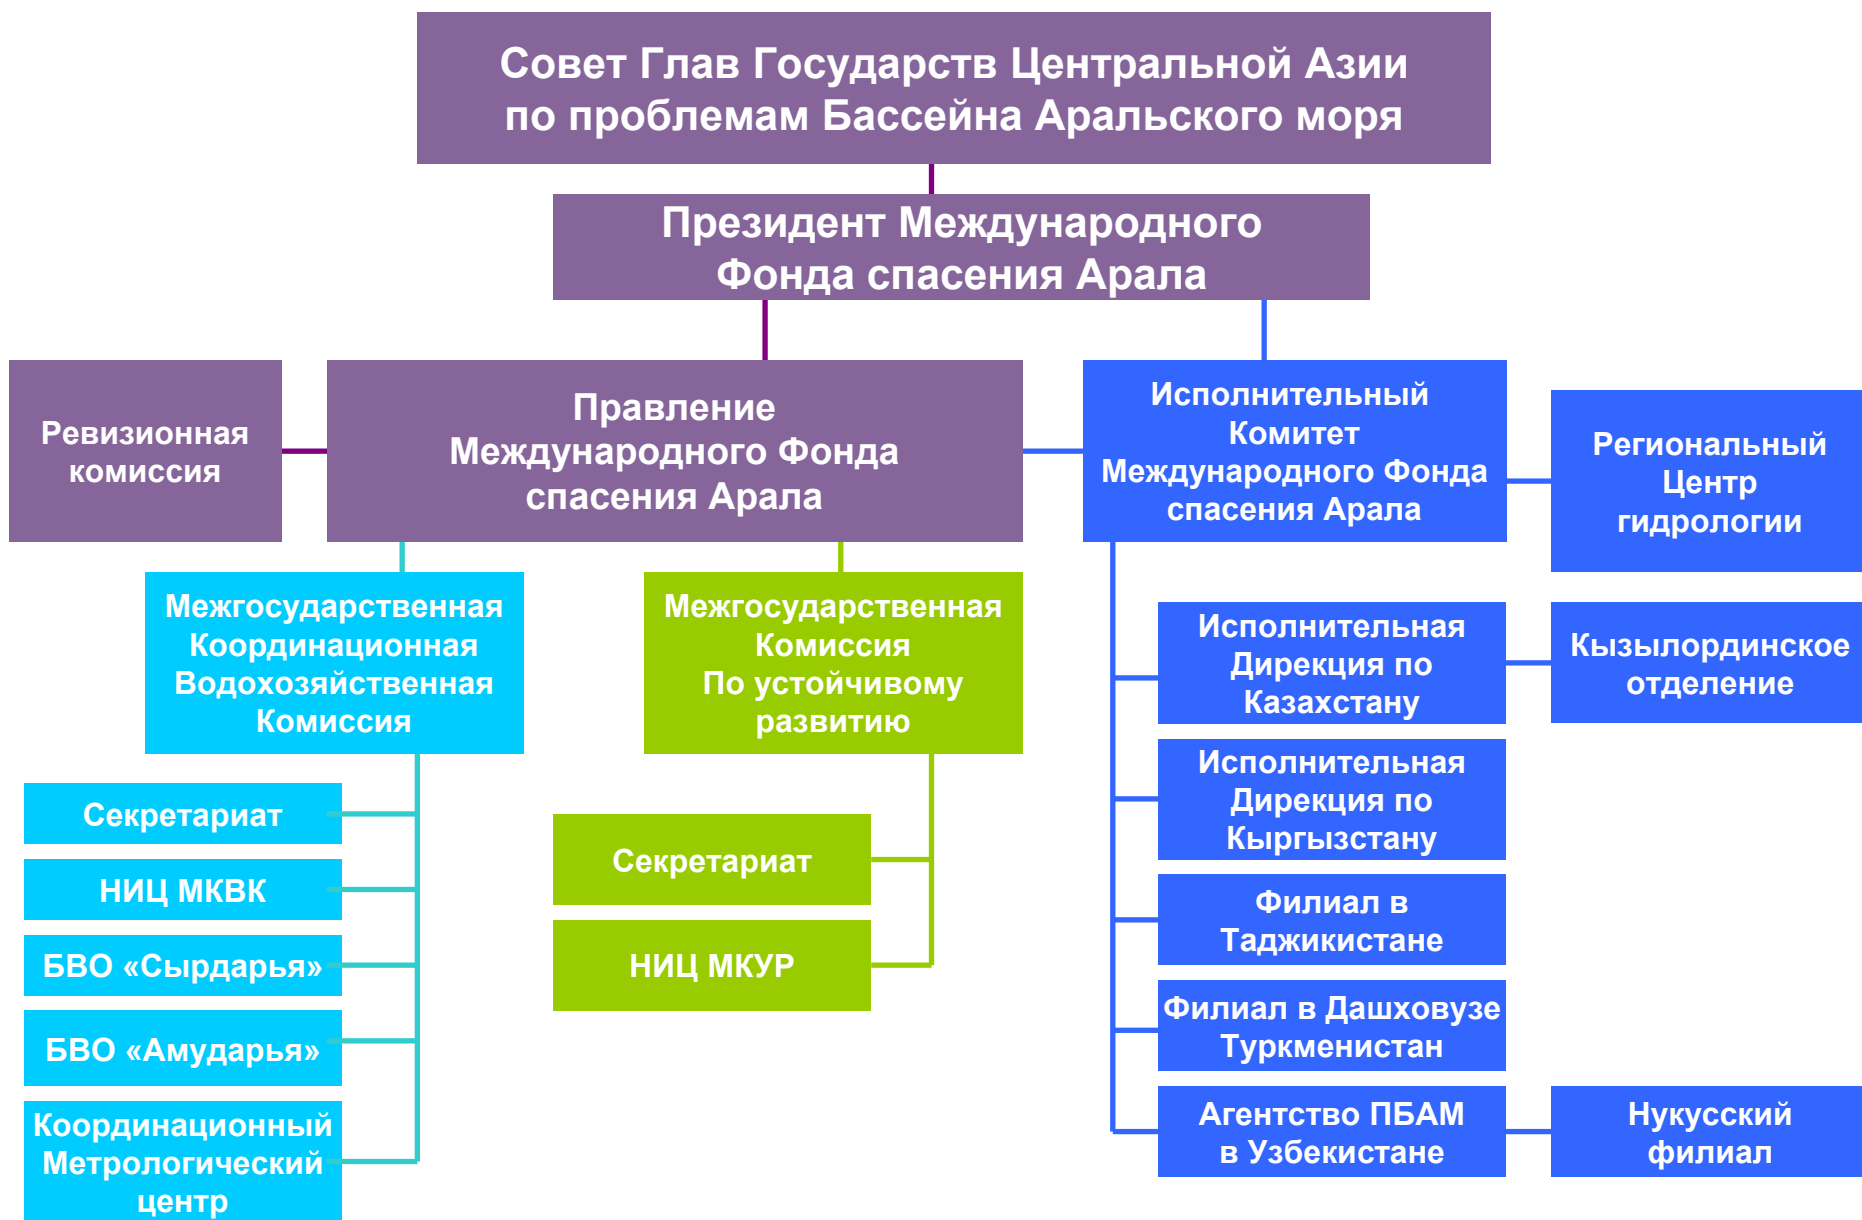 Совет Глав Государств Центральной Азии
по проблемам Бассейна Аральского моря
Президент Международного
Фонда спасения Арала
Ревизионная
комиссия
Правление
Международного Фонда
спасения Арала
Исполнительный
Комитет
Международного Фонда
спасения Арала
Региональный
Центр
гидрологии
Межгосударственная
Координационная
Водохозяйственная
Комиссия
Секретариат
НИЦ МКВК
БВО «Сырдарья»
БВО «Амударья»
Координационный
Метрологический
центр
Межгосударственная
Комиссия
По устойчивому
развитию
Секретариат
НИЦ МКУР
Исполнительная
Дирекция по
Казахстану
Кызылординское
отделение
Исполнительная
Дирекция по
Кыргызстану
Филиал в
Таджикистане
Филиал в Дашховузе
Туркменистан
Агентство ПБАМ
в Узбекистане
Нукусский
филиал